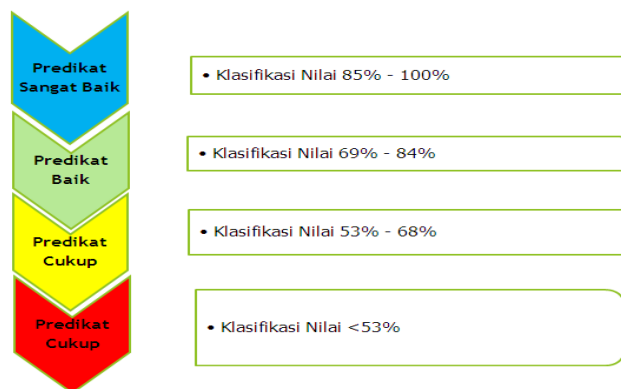 Predikat
Sangat Baik
• Klasifikasi Nilai 85% - 100%
Predikat
Baik
• Klasifikasi Nilai 69% - 84%
Predikat
Cukup
• Klasifikasi Nilai 53% - 68%
Predikat
Cukup
• Klasifikasi Nilai <53%